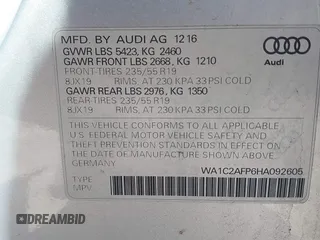 MFD. BY AUDI AG 12 16
GVWR LBS 5423, KG 2460
GAWR FRONT LBS 2668, KG 1210
FRONT-TIRES 235/55 R19
8JX19 RIMS, AT 230 KPA 33 PSI COLD
GAWR REAR LBS 2976, KG 1350
REAR-TIRES 235/55 R19
8JX19 RIMS, AT 230 KPA 33 PSI COLD
Audi
THIS VEHICLE CONFORMS TO ALL APPLICABLE
U.S. FEDERAL MOTOR VEHICLE SAFETY AND
THEFT PREVENTION STANDARDS IN EFFECT ON
THE DATE OF MANUFACTURE SHOWN ABOVE.
GERMANY
TYPE
MPV
WA1C2AFP6HA092605
© STATVIN
ID DREAMBID